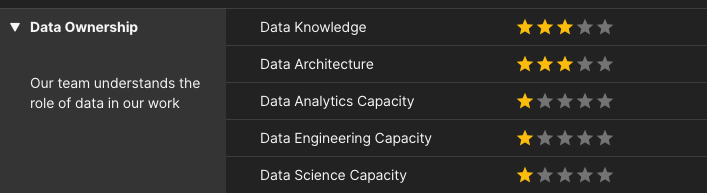 Data Ownership
Our team understands the
role of data in our work
Data Knowledge
Data Architecture
Data Analytics Capacity
Data Engineering Capacity
Data Science Capacity